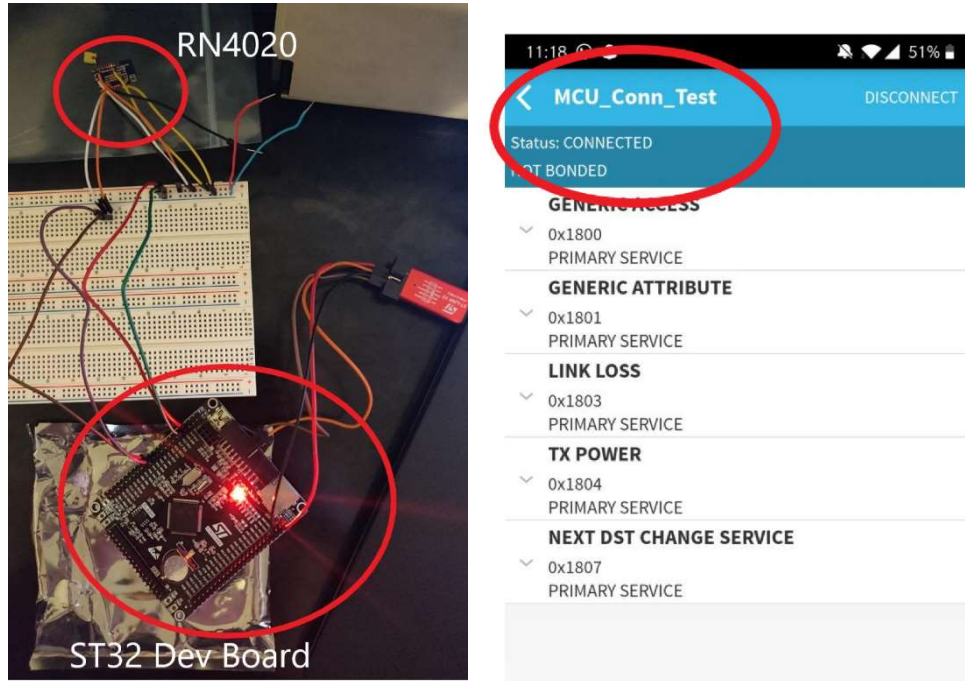 RN4020
ST32 Dev Board
11:18
51%
MCU_Conn_Test
DISCONNECT
Status: CONNECTED
NOT BONDED
GENERIC ACCESS
0x1800
PRIMARY SERVICE
GENERIC ATTRIBUTE
0x1801
PRIMARY SERVICE
LINK LOSS
0x1803
PRIMARY SERVICE
TX POWER
0x1804
PRIMARY SERVICE
NEXT DST CHANGE SERVICE
0x1807
PRIMARY SERVICE